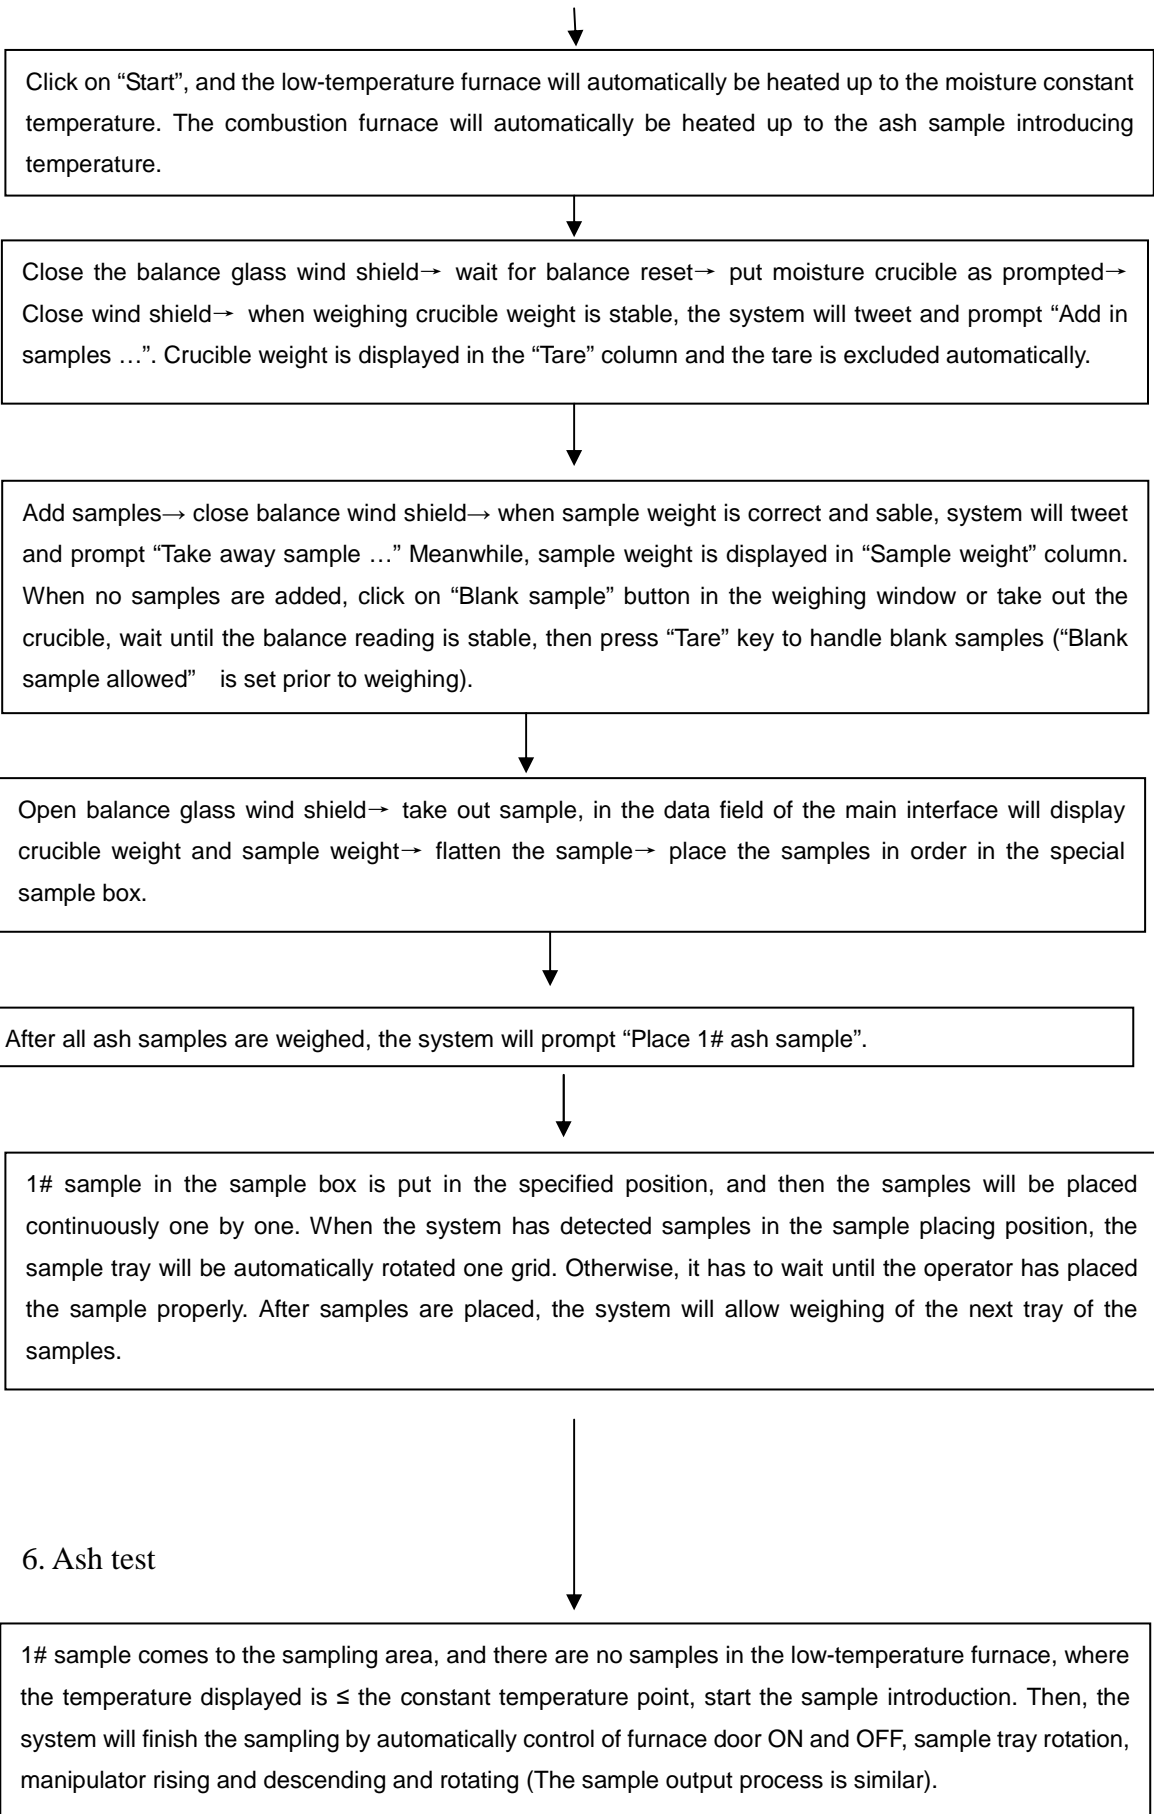 Click on “Start”, and the low-temperature furnace will automatically be heated up to the moisture constant
temperature. The combustion furnace will automatically be heated up to the ash sample introducing
temperature.
Close the balance glass wind shield→ wait for balance reset→ put moisture crucible as prompted→
Close wind shield→ when weighing crucible weight is stable, the system will tweet and prompt “Add in
samples …”. Crucible weight is displayed in the “Tare” column and the tare is excluded automatically.
Add samples→ close balance wind shield→ when sample weight is correct and sable, system will tweet
and prompt “Take away sample …” Meanwhile, sample weight is displayed in “Sample weight” column.
When no samples are added, click on “Blank sample” button in the weighing window or take out the
crucible, wait until the balance reading is stable, then press “Tare” key to handle blank samples (“Blank
sample allowed” is set prior to weighing).
Open balance glass wind shield→ take out sample, in the data field of the main interface will display
crucible weight and sample weight→ flatten the sample→ place the samples in order in the special
sample box.
After all ash samples are weighed, the system will prompt “Place 1# ash sample”.
1# sample in the sample box is put in the specified position, and then the samples will be placed
continuously one by one. When the system has detected samples in the sample placing position, the
sample tray will be automatically rotated one grid. Otherwise, it has to wait until the operator has placed
the sample properly. After samples are placed, the system will allow weighing of the next tray of the
samples.
6. Ash test
1# sample comes to the sampling area, and there are no samples in the low-temperature furnace, where
the temperature displayed is ≤ the constant temperature point, start the sample introduction. Then, the
system will finish the sampling by automatically control of furnace door ON and OFF, sample tray rotation,
manipulator rising and descending and rotating (The sample output process is similar).